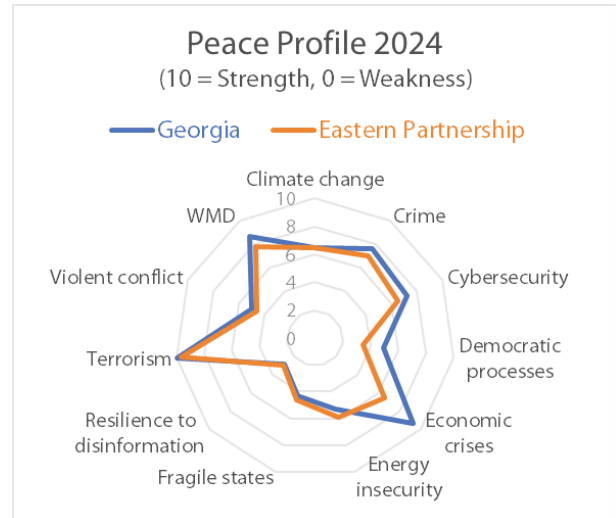 Peace Profile 2024
(10 = Strength, 0 = Weakness)
Georgia
Eastern Partnership
Climate change
Crime
Cybersecurity
Democratic
processes
Economic
crises
Energy
insecurity
Fragile states
Resilience to
disinformation
Terrorism
Violent conflict
WMD
10
8
6
4
2
0